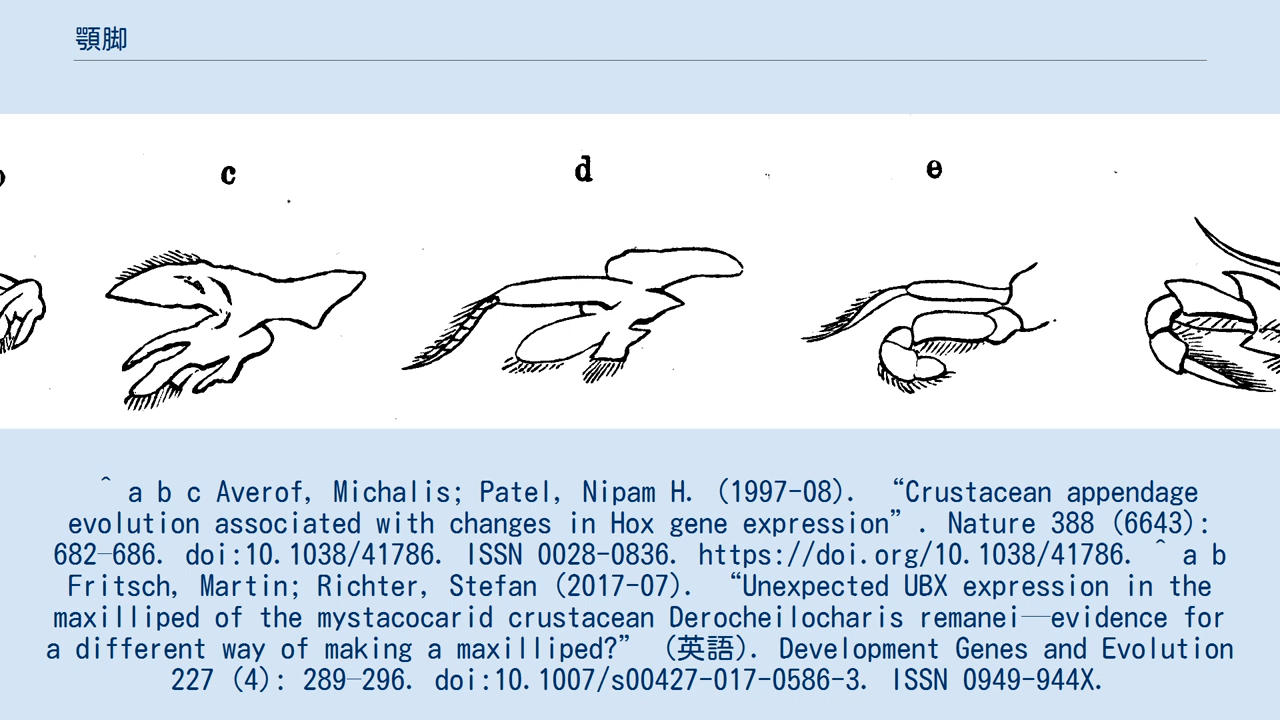 顎脚
c
d
e
^ a b c Averof, Michalis; Patel, Nipam H. (1997-08). “Crustacean appendage
evolution associated with changes in Hox gene expression”. Nature 388 (6643):
682–686. doi:10.1038/41786. ISSN 0028-0836. https://doi.org/10.1038/41786. ^ a b
Fritsch, Martin; Richter, Stefan (2017-07). “Unexpected UBX expression in the
maxilliped of the mystacocarid crustacean Derocheilocharis remanei—evidence for
a different way of making a maxilliped?” (英語). Development Genes and Evolution
227 (4): 289–296. doi:10.1007/s00427-017-0586-3. ISSN 0949-944X.